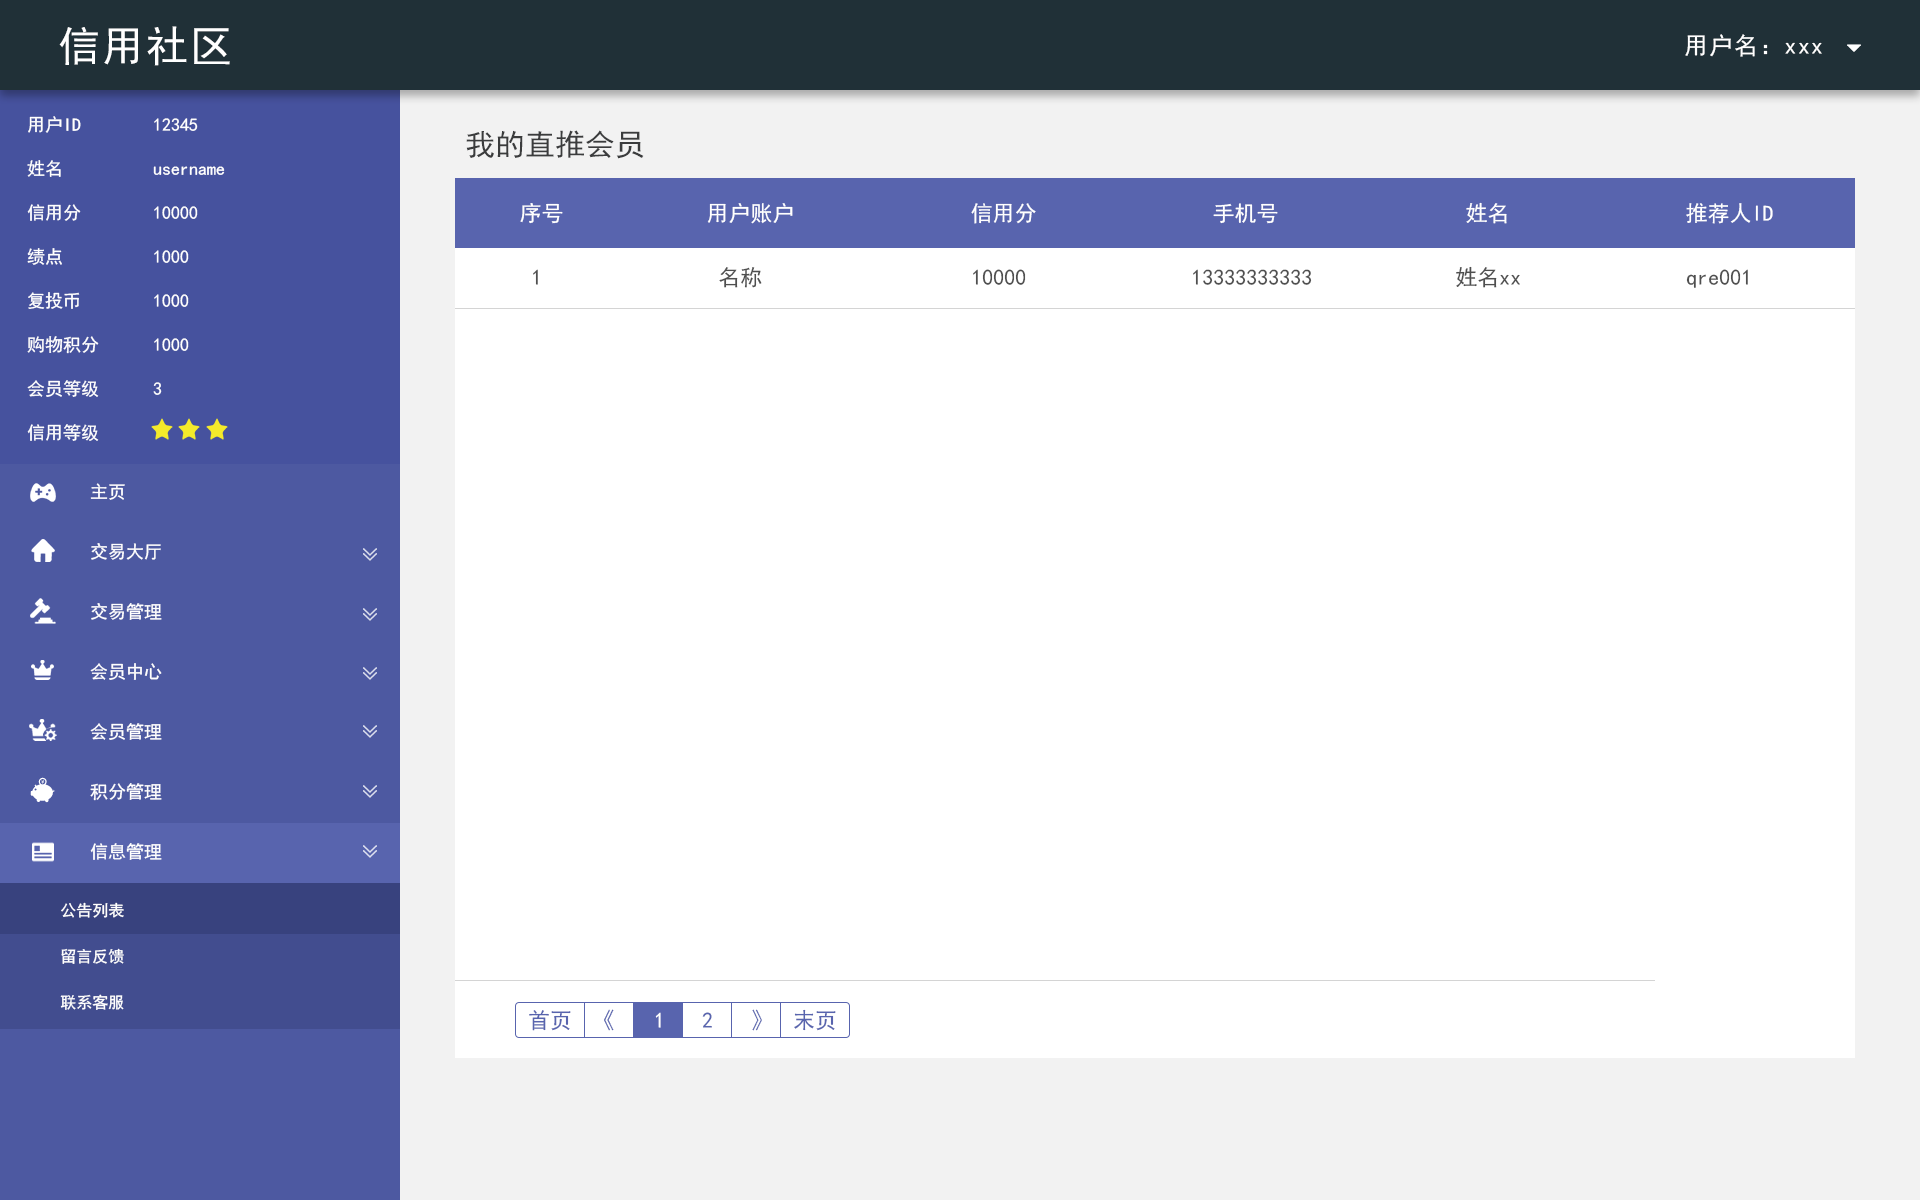 信用社区
用户名：xxx
用户ID 12345
姓名 username
信用分 10000
绩点 1000
复投币 1000
购物积分 1000
会员等级 3
信用等级
主页
交易大厅
交易管理
会员中心
会员管理
积分管理
信息管理
公告列表
留言反馈
联系客服
我的直推会员
序号 用户账户 信用分 手机号 姓名 推荐人ID
1 名称 10000 13333333333 姓名xx qre001
首页 《 1 2 》 末页